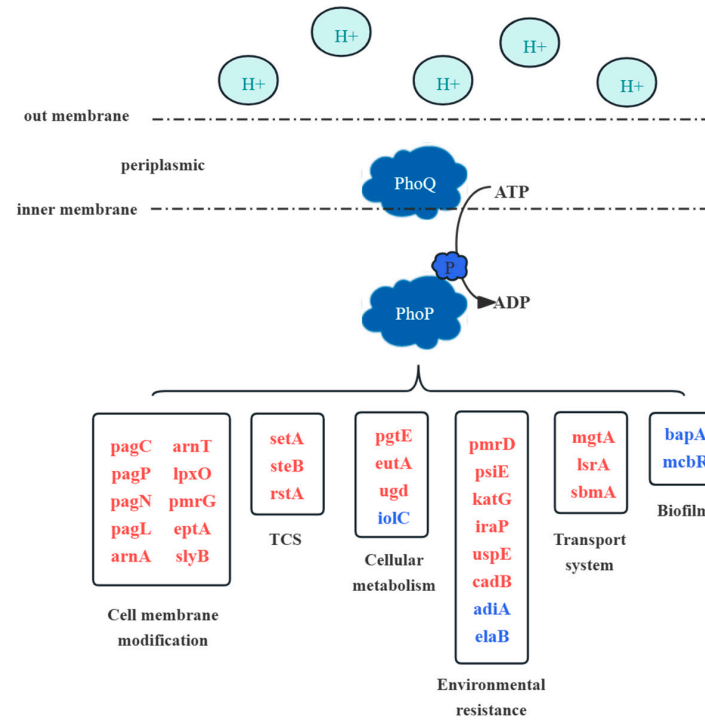 H+
H+
H+
H+
H+
out membrane
periplasmic
PhoQ
ATP
inner membrane
P
PhoP
ADP
pagC arnT
pagP lpxO
pagN pmrG
pagL eptA
arnA slyB
Cell membrane
modification
setA
steB
rstA
TCS
pgtE
eutA
ugd
iolC
Cellular
metabolism
pmrD
psiE
katG
iraP
uspE
cadB
adiA
elaB
Environmental
resistance
mgtA
lsrA
sbmA
Transport
system
bapA
mcbR
Biofilm